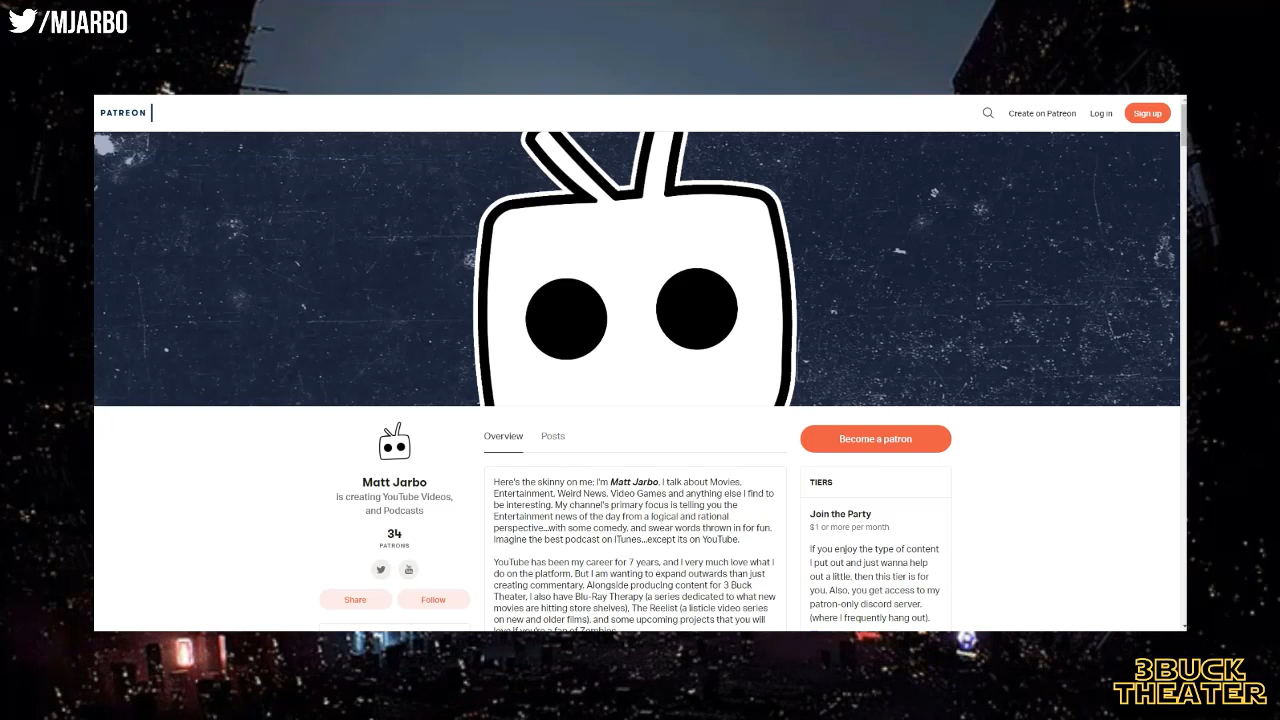 /MJARBO
PATREON
Create on Patreon
Log in
Sign up
Overview
Posts
Become a patron
Matt Jarbo
is creating YouTube Videos,
and Podcasts
34
PATRONS
Share
Follow
Here's the skinny on me; I'm Matt Jarbo, I talk about Movies,
Entertainment, Weird News, Video Games and anything else I find to
be interesting. My channel's primary focus is telling you the
Entertainment news of the day from a logical and rational
perspective...with some comedy, and swear words thrown in for fun.
Imagine the best podcast on iTunes...except its on YouTube.
YouTube has been my career for 7 years, and I very much love what I
do on the platform. But I am wanting to expand outwards than just
creating commentary. Alongside producing content for 3 Buck
Theater, I also have Blu-Ray Therapy (a series dedicated to what new
movies are hitting store shelves), The Reelist (a listicle video series
on new and older films), and some upcoming projects that you will
love if you're a fan of Zombies.
TIERS
Join the Party
$1 or more per month
If you enjoy the type of content
I put out and just wanna help
out a little, then this tier is for
you. Also, you get access to my
patron-only discord server.
(where I frequently hang out).
3BUCK
THEATER